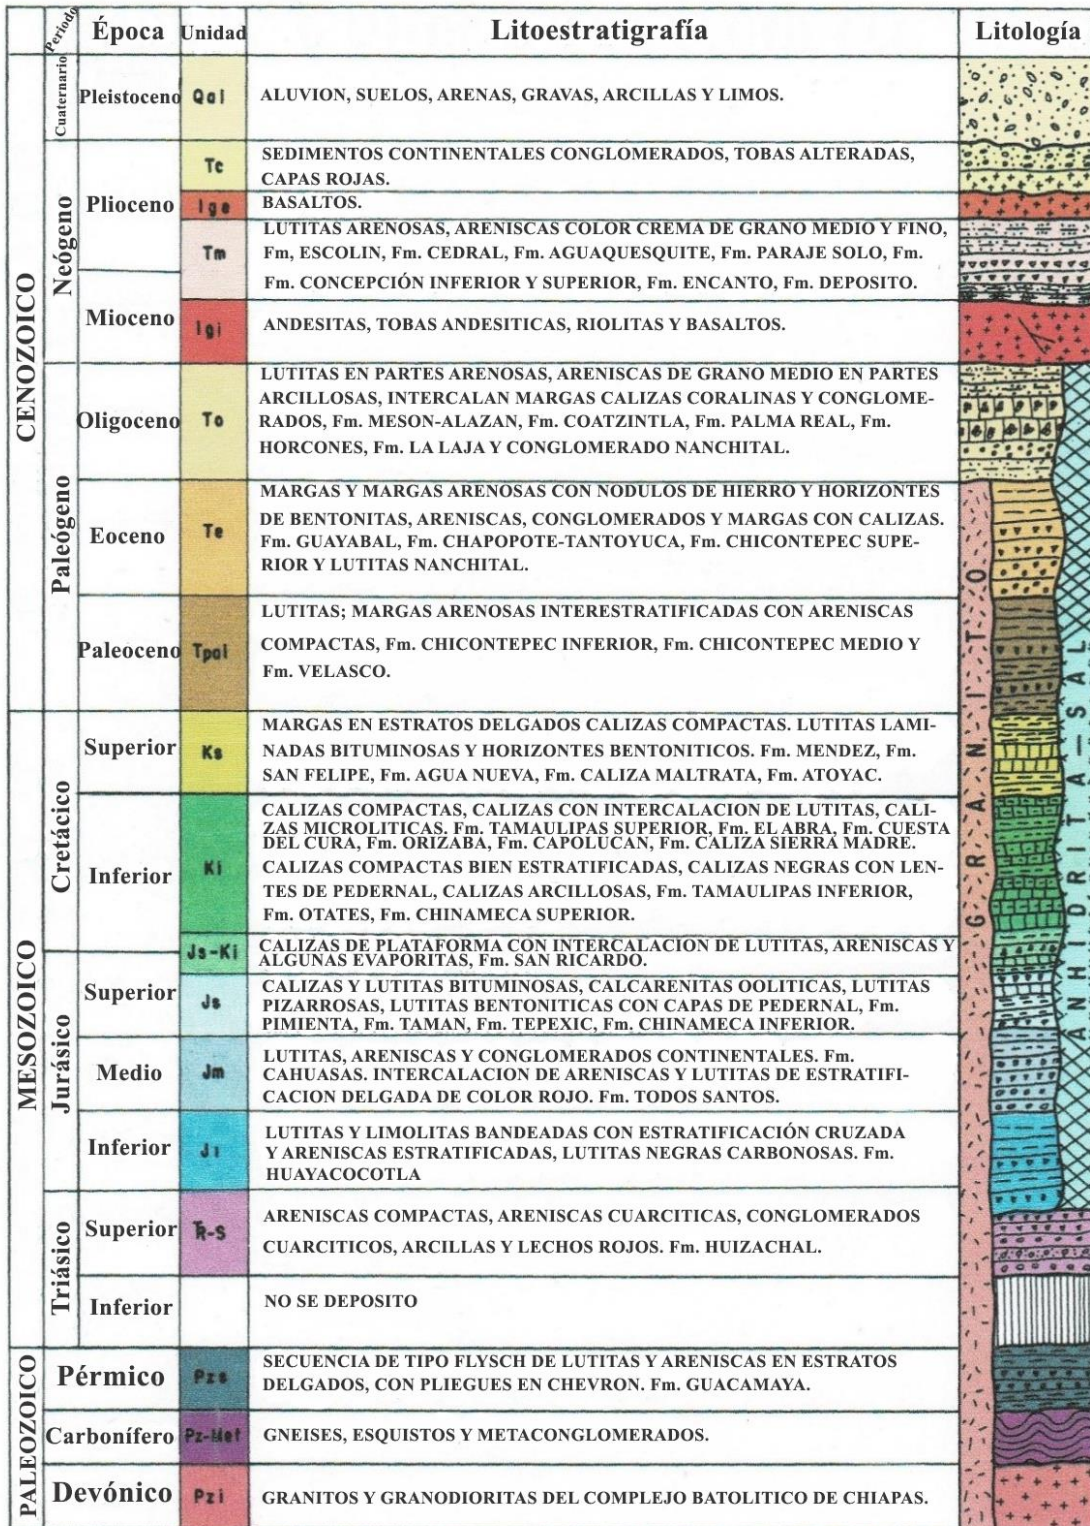 Periodo
Época
Unidad
Litoestratigrafía
Litología
CENOZOICO
Cuaternario
Pleistoceno
Qal
ALUVION, SUELOS, ARENAS, GRAVAS, ARCILLAS Y LIMOS.
Neógeno
Plioceno
Tc
SEDIMENTOS CONTINENTALES CONGLOMERADOS, TOBAS ALTERADAS,
CAPAS ROJAS.
Ige
BASALTOS.
Tm
LUTITAS ARENOSAS, ARENISCAS COLOR CREMA DE GRANO MEDIO Y FINO,
Fm, ESCOLIN, Fm. CEDRAL, Fm. AGUAQUESQUITE, Fm. PARAJE SOLO, Fm.
Fm. CONCEPCIÓN INFERIOR Y SUPERIOR, Fm. ENCANTO, Fm. DEPOSITO.
Mioceno
Igi
ANDESITAS, TOBAS ANDESITICAS, RIOLITAS Y BASALTOS.
Paleógeno
Oligoceno
To
LUTITAS EN PARTES ARENOSAS, ARENISCAS DE GRANO MEDIO EN PARTES
ARCILLOSAS, INTERCALAN MARGAS CALIZAS CORALINAS Y CONGLOME-
RADOS, Fm. MESON-ALAZAN, Fm. COATZINTLA, Fm. PALMA REAL, Fm.
HORCONES, Fm. LA LAJA Y CONGLOMERADO NANCHITAL.
Eoceno
Te
MARGAS Y MARGAS ARENOSAS CON NODULOS DE HIERRO Y HORIZONTES
DE BENTONITAS, ARENISCAS, CONGLOMERADOS Y MARGAS CON CALIZAS.
Fm. GUAYABAL, Fm. CHAPOPOTE-TANTOYUCA, Fm. CHICONTEPEC SUPE-
RIOR Y LUTITAS NANCHITAL.
Paleoceno
Tpal
LUTITAS; MARGAS ARENOSAS INTERESTRATIFICADAS CON ARENISCAS
COMPACTAS, Fm. CHICONTEPEC INFERIOR, Fm. CHICONTEPEC MEDIO Y
Fm. VELASCO.
MESOZOICO
Cretácico
Superior
Ks
MARGAS EN ESTRATOS DELGADOS CALIZAS COMPACTAS. LUTITAS LAMI-
NADAS BITUMINOSAS Y HORIZONTES BENTONITICOS. Fm. MENDEZ, Fm.
SAN FELIPE, Fm. AGUA NUEVA, Fm. CALIZA MALTRATA, Fm. ATOYAC.
Inferior
Ki
CALIZAS COMPACTAS, CALIZAS CON INTERCALACION DE LUTITAS, CALI-
ZAS MICROLITICAS. Fm. TAMAULIPAS SUPERIOR, Fm. EL ABRA, Fm. CUESTA
DEL CURA, Fm. ORIZABA, Fm. CAPOLUCAN, Fm. CALIZA SIERRA MADRE.
CALIZAS COMPACTAS BIEN ESTRATIFICADAS, CALIZAS NEGRAS CON LEN-
TES DE PEDERNAL, CALIZAS ARCILLOSAS, Fm. TAMAULIPAS INFERIOR,
Fm. OTATES, Fm. CHINAMECA SUPERIOR.
Js-Ki
CALIZAS DE PLATAFORMA CON INTERCALACION DE LUTITAS, ARENISCAS Y
ALGUNAS EVAPORITAS, Fm. SAN RICARDO.
Jurásico
Superior
Js
CALIZAS Y LUTITAS BITUMINOSAS, CALCARENITAS OOLITICAS, LUTITAS
PIZARROSAS, LUTITAS BENTONITICAS CON CAPAS DE PEDERNAL, Fm.
PIMIENTA, Fm. TAMAN, Fm. TEPEXIC, Fm. CHINAMECA INFERIOR.
Medio
Jm
LUTITAS, ARENISCAS Y CONGLOMERADOS CONTINENTALES. Fm.
CAHUASAS. INTERCALACION DE ARENISCAS Y LUTITAS DE ESTRATIFI-
CACION DELGADA DE COLOR ROJO. Fm. TODOS SANTOS.
Inferior
Ji
LUTITAS Y LIMOLITAS BANDEADAS CON ESTRATIFICACIÓN CRUZADA
Y ARENISCAS ESTRATIFICADAS, LUTITAS NEGRAS CARBONOSAS. Fm.
HUAYACOCOTLA
Triásico
Superior
TR-S
ARENISCAS COMPACTAS, ARENISCAS CUARCITICAS, CONGLOMERADOS
CUARCITICOS, ARCILLAS Y LECHOS ROJOS. Fm. HUIZACHAL.
Inferior
NO SE DEPOSITO
PALEOZOICO
Pérmico
Pzs
SECUENCIA DE TIPO FLYSCH DE LUTITAS Y ARENISCAS EN ESTRATOS
DELGADOS, CON PLIEGUES EN CHEVRON. Fm. GUACAMAYA.
Carbonífero
Pz-Met
GNEISES, ESQUISTOS Y METACONGLOMERADOS.
Devónico
Pzi
GRANITOS Y GRANODIORITAS DEL COMPLEJO BATOLITICO DE CHIAPAS.
GRANITO
ANHIDRITA-SAL